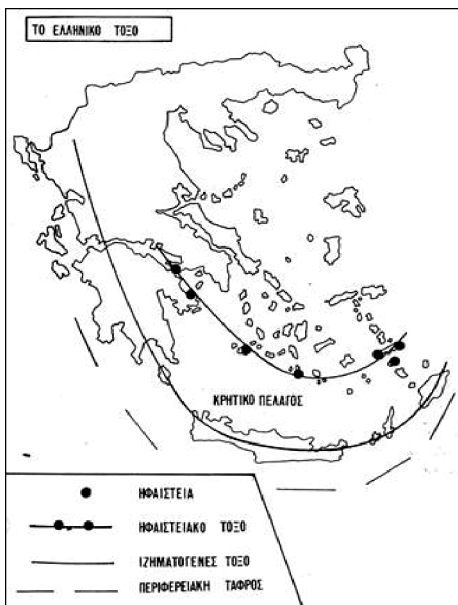 ΤΟ ΕΛΛΗΝΙΚΟ ΤΟΞΟ
ΚΡΗΤΙΚΟ ΠΕΛΑΓΟΣ
ΗΦΑΙΣΤΕΙΑ
ΗΦΑΙΣΤΕΙΑΚΟ ΤΟΞΟ
ΙΖΗΜΑΤΟΓΕΝΕΣ ΤΟΞΟ
ΠΕΡΙΦΕΡΕΙΑΚΗ ΤΑΦΡΟΣ